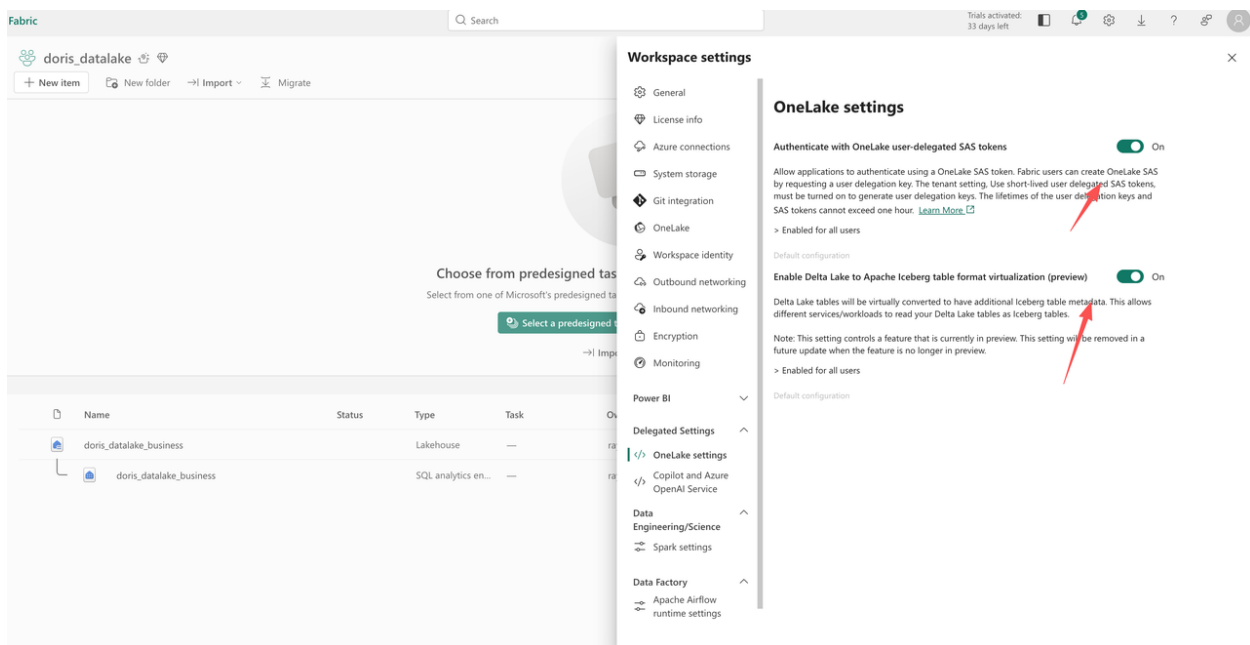 Fabric
Search
Trials activated:
33 days left
5
doris_datalake
New item
New folder
Import
Migrate
Choose from predesigned tas
Select from one of Microsoft's predesigned ta
Select a predesigned t
Impo
Name
Status
Type
Task
Ow
doris_datalake_business
Lakehouse
—
ra
doris_datalake_business
SQL analytics en...
—
ra
Workspace settings
General
License info
Azure connections
System storage
Git integration
OneLake
Workspace identity
Outbound networking
Inbound networking
Encryption
Monitoring
Power BI
Delegated Settings
OneLake settings
Copilot and Azure
OpenAI Service
Data
Engineering/Science
Spark settings
Data Factory
Apache Airflow
runtime settings
OneLake settings
Authenticate with OneLake user-delegated SAS tokens
On
Allow applications to authenticate using a OneLake SAS token. Fabric users can create OneLake SAS
by requesting a user delegation key. The tenant setting, Use short-lived user delegated SAS tokens,
must be turned on to generate user delegation keys. The lifetimes of the user delegation keys and
SAS tokens cannot exceed one hour. Learn More
> Enabled for all users
Default configuration
Enable Delta Lake to Apache Iceberg table format virtualization (preview)
On
Delta Lake tables will be virtually converted to have additional Iceberg table metadata. This allows
different services/workloads to read your Delta Lake tables as Iceberg tables.
Note: This setting controls a feature that is currently in preview. This setting will be removed in a
future update when the feature is no longer in preview.
> Enabled for all users
Default configuration